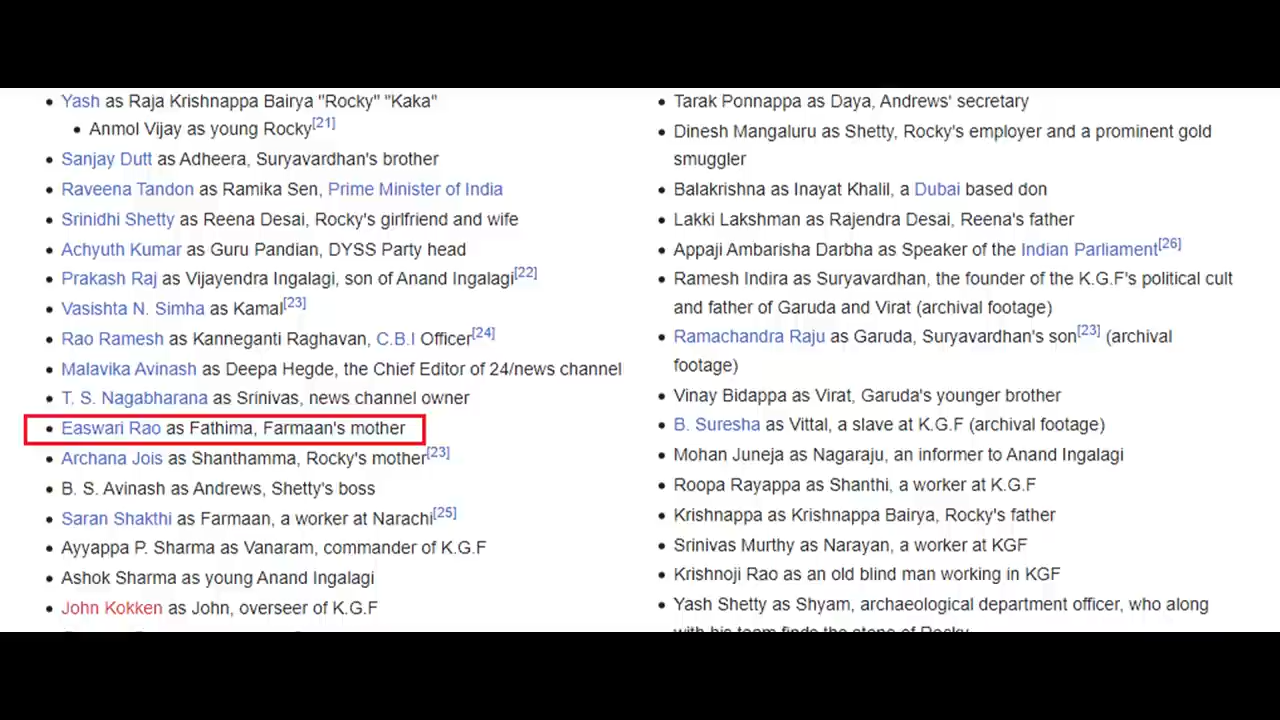 Yash as Raja Krishnappa Bairya "Rocky" "Kaka"
Anmol Vijay as young Rocky[21]
Sanjay Dutt as Adheera, Suryavardhan's brother
Raveena Tandon as Ramika Sen, Prime Minister of India
Srinidhi Shetty as Reena Desai, Rocky's girlfriend and wife
Achyuth Kumar as Guru Pandian, DYSS Party head
Prakash Raj as Vijayendra Ingalagi, son of Anand Ingalagi[22]
Vasishta N. Simha as Kamal[23]
Rao Ramesh as Kanneganti Raghavan, C.B.I Officer[24]
Malavika Avinash as Deepa Hegde, the Chief Editor of 24/news channel
T. S. Nagabharana as Srinivas, news channel owner
Easwari Rao as Fathima, Farmaan's mother
Archana Jois as Shanthamma, Rocky's mother[23]
B. S. Avinash as Andrews, Shetty's boss
Saran Shakthi as Farmaan, a worker at Narachi[25]
Ayyappa P. Sharma as Vanaram, commander of K.G.F
Ashok Sharma as young Anand Ingalagi
John Kokken as John, overseer of K.G.F
Tarak Ponnappa as Daya, Andrews' secretary
Dinesh Mangaluru as Shetty, Rocky's employer and a prominent gold
smuggler
Balakrishna as Inayat Khalil, a Dubai based don
Lakki Lakshman as Rajendra Desai, Reena's father
Appaji Ambarisha Darbha as Speaker of the Indian Parliament[26]
Ramesh Indira as Suryavardhan, the founder of the K.G.F's political cult
and father of Garuda and Virat (archival footage)
Ramachandra Raju as Garuda, Suryavardhan's son[23] (archival
footage)
Vinay Bidappa as Virat, Garuda's younger brother
B. Suresha as Vittal, a slave at K.G.F (archival footage)
Mohan Juneja as Nagaraju, an informer to Anand Ingalagi
Roopa Rayappa as Shanthi, a worker at K.G.F
Krishnappa as Krishnappa Bairya, Rocky's father
Srinivas Murthy as Narayan, a worker at KGF
Krishnoji Rao as an old blind man working in KGF
Yash Shetty as Shyam, archaeological department officer, who along
with his team finds the stone of Rocky